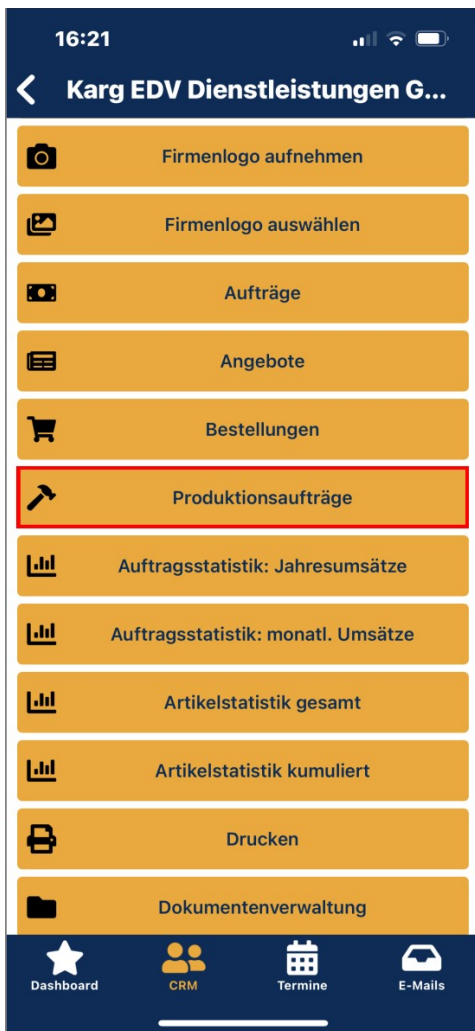 16:21
Karg EDV Dienstleistungen G...
Firmenlogo aufnehmen
Firmenlogo auswählen
Aufträge
Angebote
Bestellungen
Produktionsaufträge
Auftragsstatistik: Jahresumsätze
Auftragsstatistik: monatl. Umsätze
Artikelstatistik gesamt
Artikelstatistik kumuliert
Drucken
Dokumentenverwaltung
Dashboard CRM Termine E-Mails